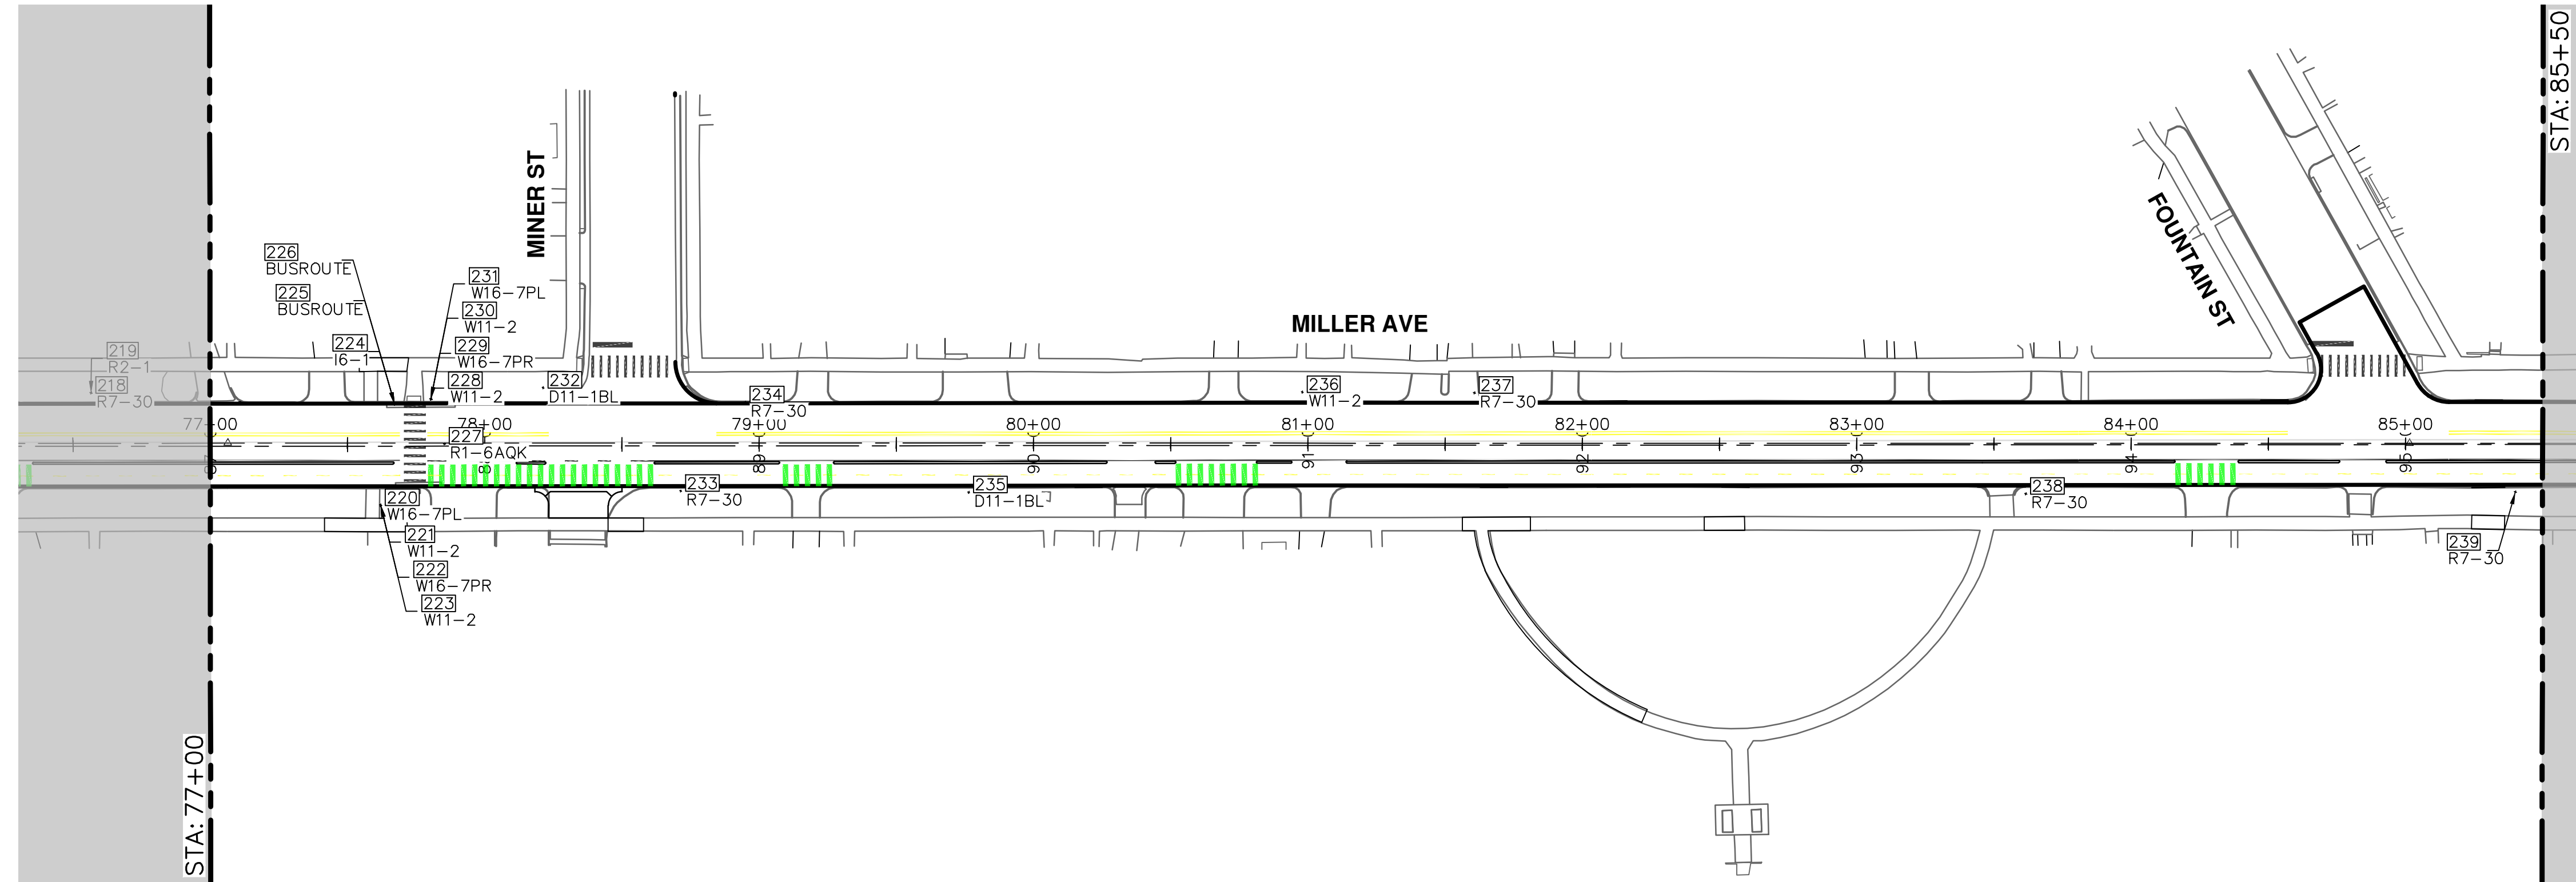 STA: 85+50
MINER ST
FOUNTAIN ST
226
BUSROUTE
225
BUSROUTE
231
W16-7PL
230
W11-2
229
W16-7PR
228
W11-2
224
I6-1
219
R2-1
218
R7-30
232
D11-1BL
234
R7-30
MILLER AVE
236
W11-2
237
R7-30
77+00
78+00
79+00
80+00
81+00
82+00
83+00
84+00
85+00
227
R1-6AQK
89
90
91
92
93
94
95
220
W16-7PL
221
W11-2
222
W16-7PR
223
W11-2
233
R7-30
235
D11-1BL
238
R7-30
239
R7-30
STA: 77+00